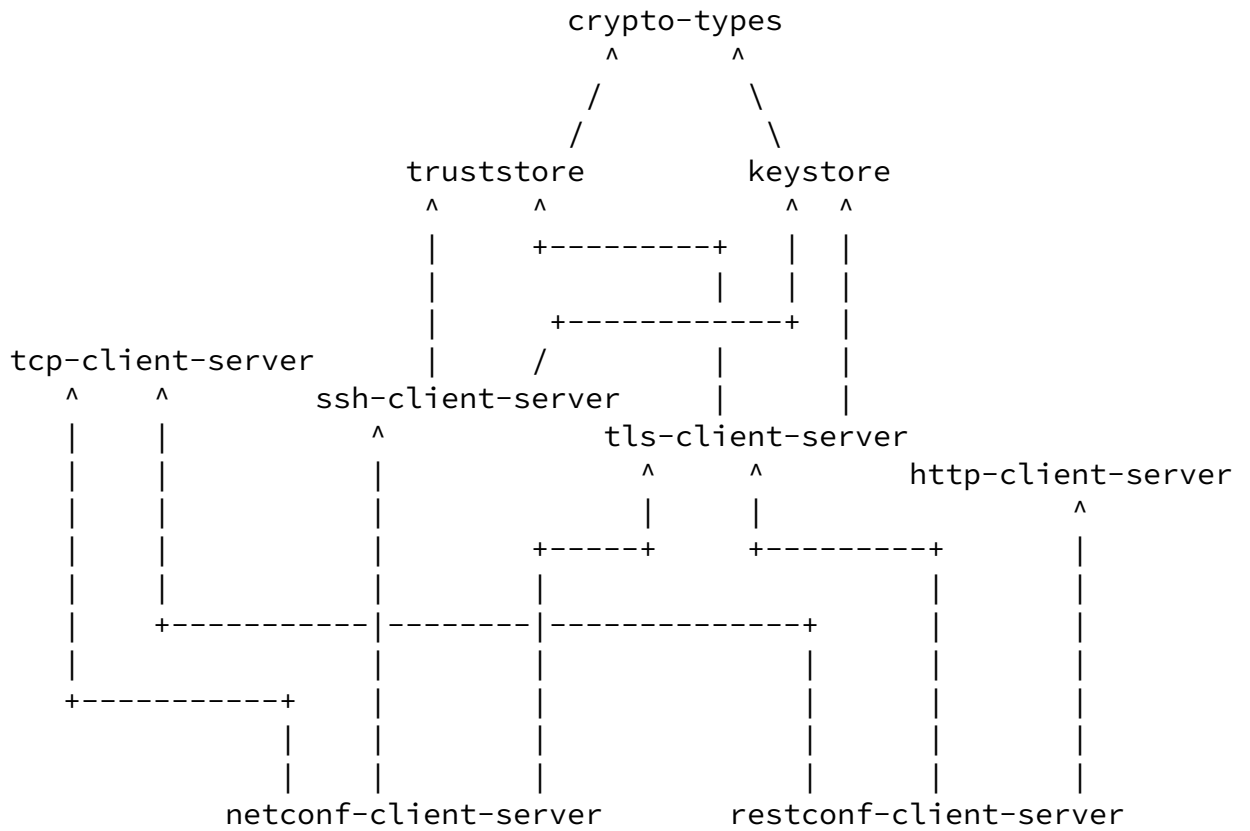 crypto-types
truststore keystore
tcp-client-server
ssh-client-server
tls-client-server
http-client-server
netconf-client-server restconf-client-server